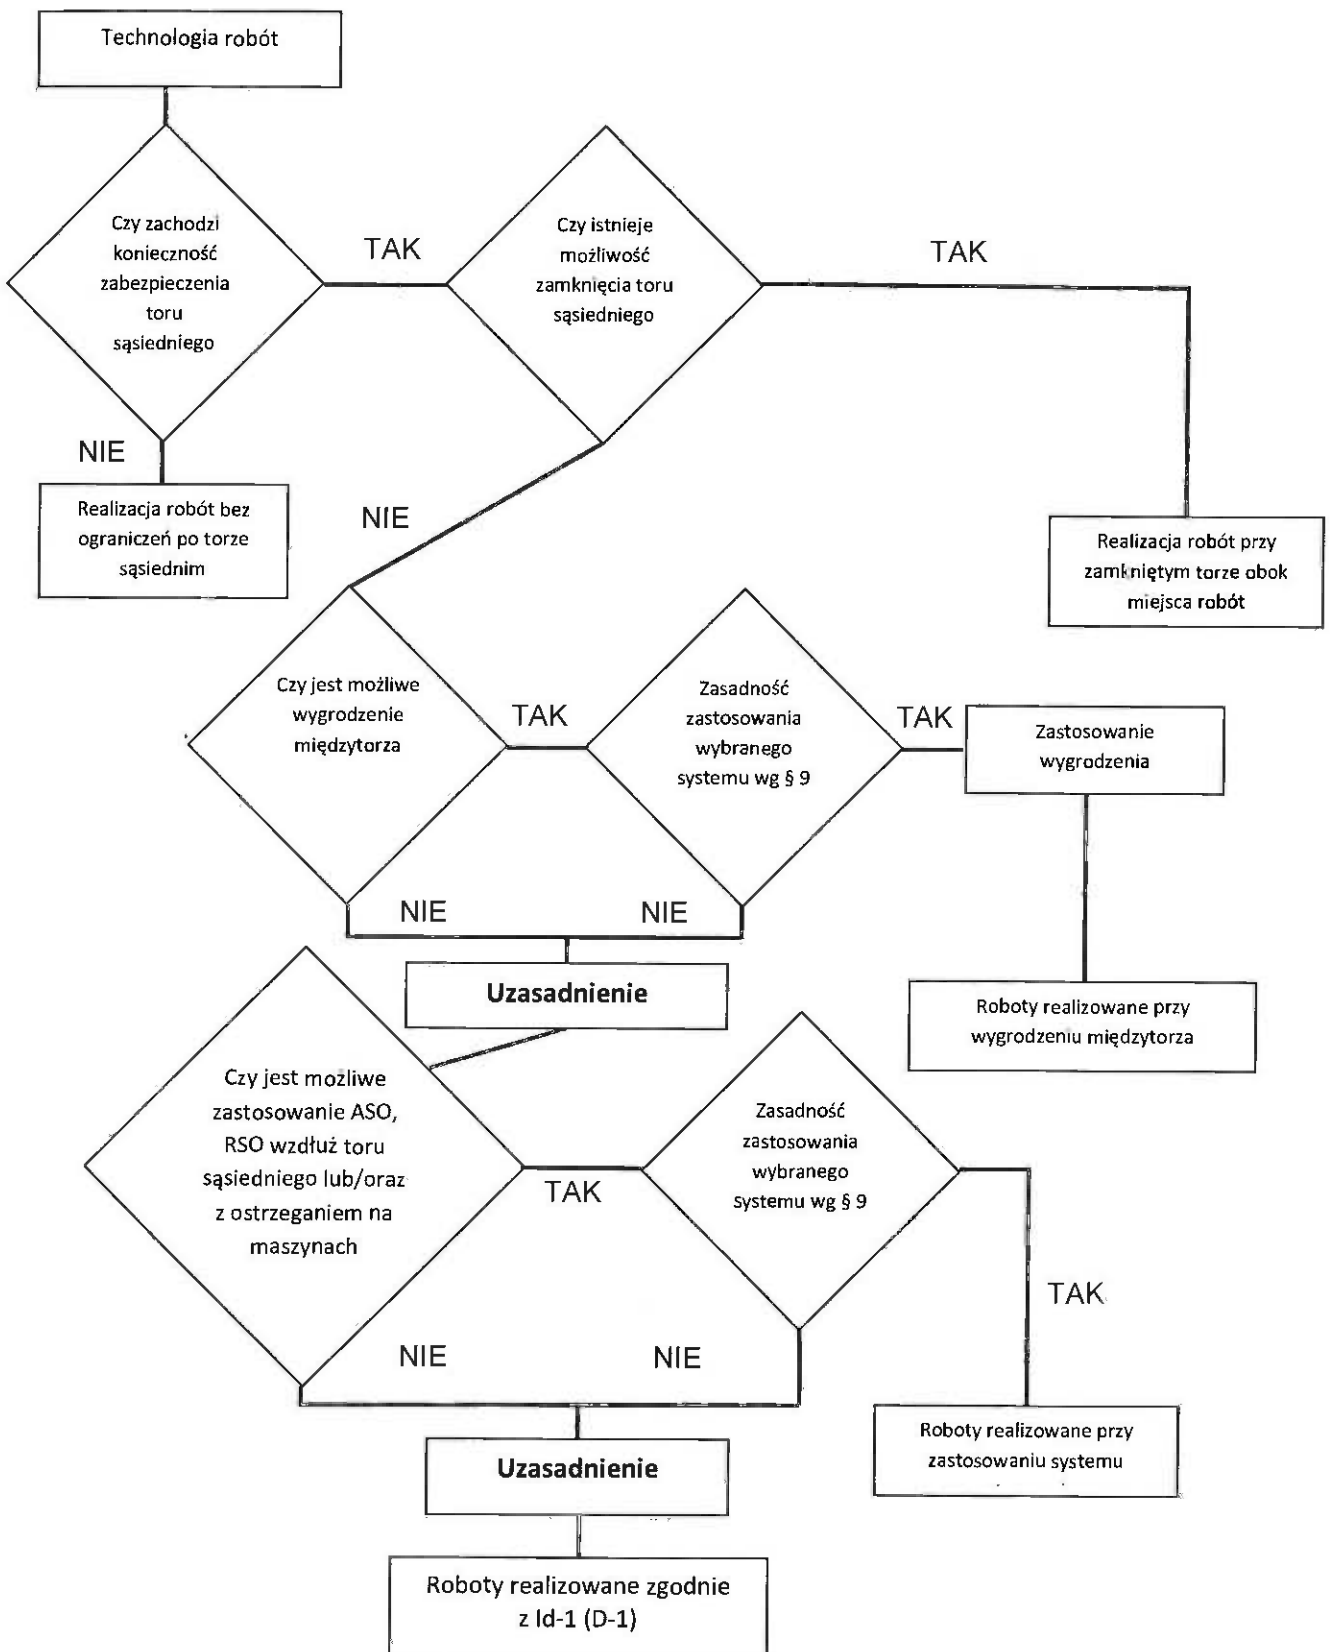 Technologia robót
Czy zachodzi
konieczność
zabezpieczenia
toru
sąsiedniego
TAK
Czy istnieje
możliwość
zamknięcia toru
sąsiedniego
TAK
NIE
Realizacja robót bez
ograniczeń po torze
sąsiednim
NIE
Realizacja robót przy
zamkniętym torze obok
miejsca robót
Czy jest możliwe
wygrodzenie
międzytorza
TAK
Zasadność
zastosowania
wybranego
systemu wg § 9
TAK
Zastosowanie
wygrodzenia
NIE
NIE
Uzasadnienie
Roboty realizowane przy
wygrodzeniu międzytorza
Czy jest możliwe
zastosowanie ASO,
RSO wzdłuż toru
sąsiedniego lub/oraz
z ostrzeganiem na
maszynach
TAK
Zasadność
zastosowania
wybranego
systemu wg § 9
TAK
NIE
NIE
Roboty realizowane przy
zastosowaniu systemu
Uzasadnienie
Roboty realizowane zgodnie
z Id-1 (D-1)